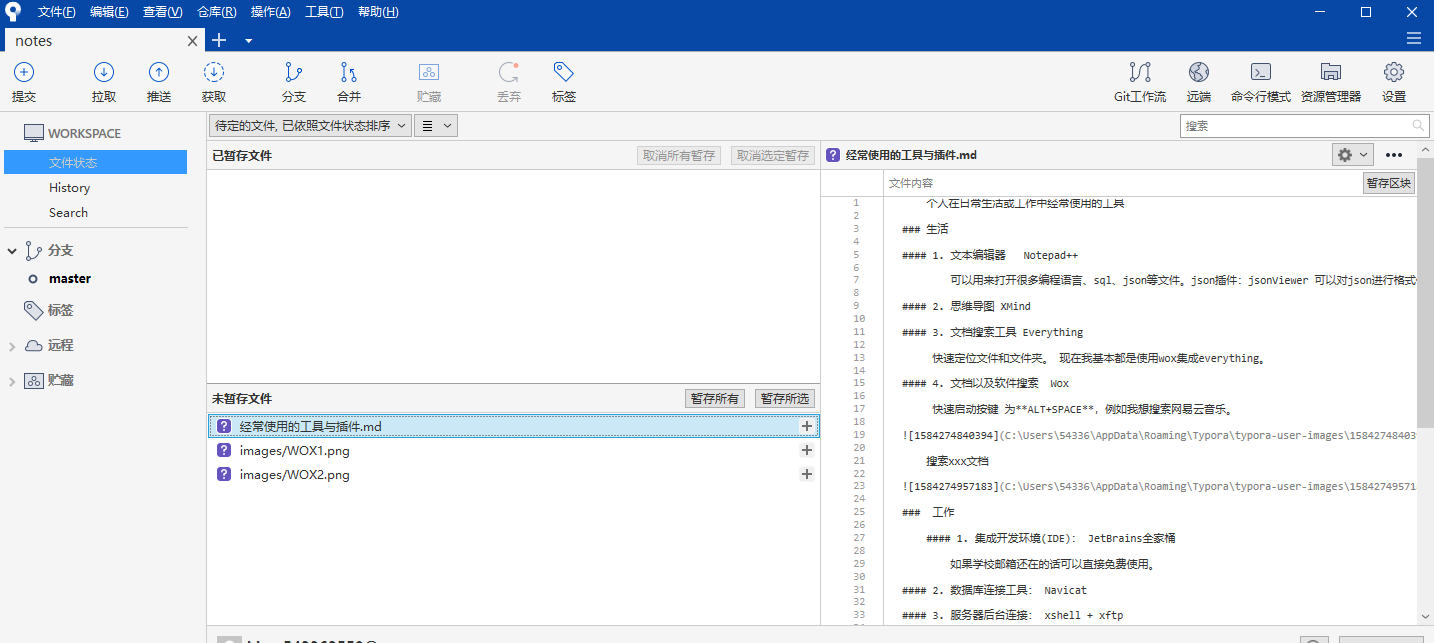 文件(F) 编辑(E) 查看(V) 仓库(R) 操作(A) 工具(T) 帮助(H)
notes
提交 拉取 推送 获取 分支 合并 贮藏 丢弃 标签 Git工作流 远端 命令行模式 资源管理器 设置
WORKSPACE
文件状态
History
Search
分支
master
标签
远程
贮藏
待定的文件, 已依照文件状态排序
搜索
已暂存文件 取消所有暂存 取消选定暂存
未暂存文件 暂存所有 暂存所选
经常使用的工具与插件.md
images/WOX1.png
images/WOX2.png
经常使用的工具与插件.md
文件内容 暂存区块
1 个人在日常生活或工作中经常使用的工具
2
3 ### 生活
4
5 #### 1. 文本编辑器 Notepad++
6
7 可以用来打开很多编程语言、sql、json等文件。json插件: jsonViewer 可以对json进行格式
8
9 #### 2. 思维导图 XMind
10
11 #### 3. 文档搜索工具 Everything
12
13 快速定位文件和文件夹。 现在我基本都是使用wox集成everything。
14
15 #### 4. 文档以及软件搜索 Wox
16
17 快速启动按键 为**ALT+SPACE**, 例如我想搜索网易云音乐。
18
19 ![1584274840394](C:\Users\54336\AppData\Roaming\Typora\typora-user-images\158427484039
20
21 搜索xxx文档
22
23 ![1584274957183](C:\Users\54336\AppData\Roaming\Typora\typora-user-images\158427495718
24
25 ### 工作
26
27 #### 1. 集成开发环境(IDE): JetBrains全家桶
28
29 如果学校邮箱还在的话可以直接免费使用。
30
31 #### 2. 数据库连接工具: Navicat
32
33 #### 3. 服务器后台连接: xshell + xftp